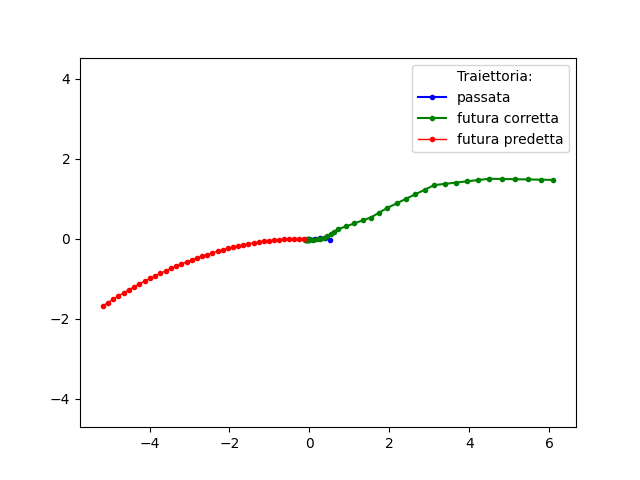 Traiettoria:
passata
futura corretta
futura predetta
4
2
0
−2
−4
−4 −2 0 2 4 6